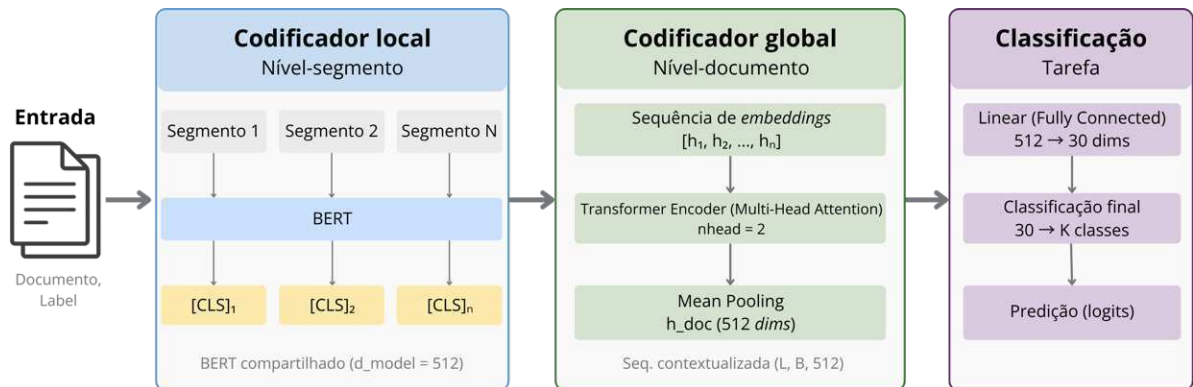 Entrada
Documento,
Label
Codificador local
Nível-segmento
Segmento 1
Segmento 2
Segmento N
BERT
[CLS]₁
[CLS]₂
[CLS]ₙ
BERT compartilhado (d_model = 512)
Codificador global
Nível-documento
Sequência de embeddings
[h₁, h₂, ..., hₙ]
Transformer Encoder (Multi-Head Attention)
nhead = 2
Mean Pooling
h_doc (512 dims)
Seq. contextualizada (L, B, 512)
Classificação
Tarefa
Linear (Fully Connected)
512 → 30 dims
Classificação final
30 → K classes
Predição (logits)